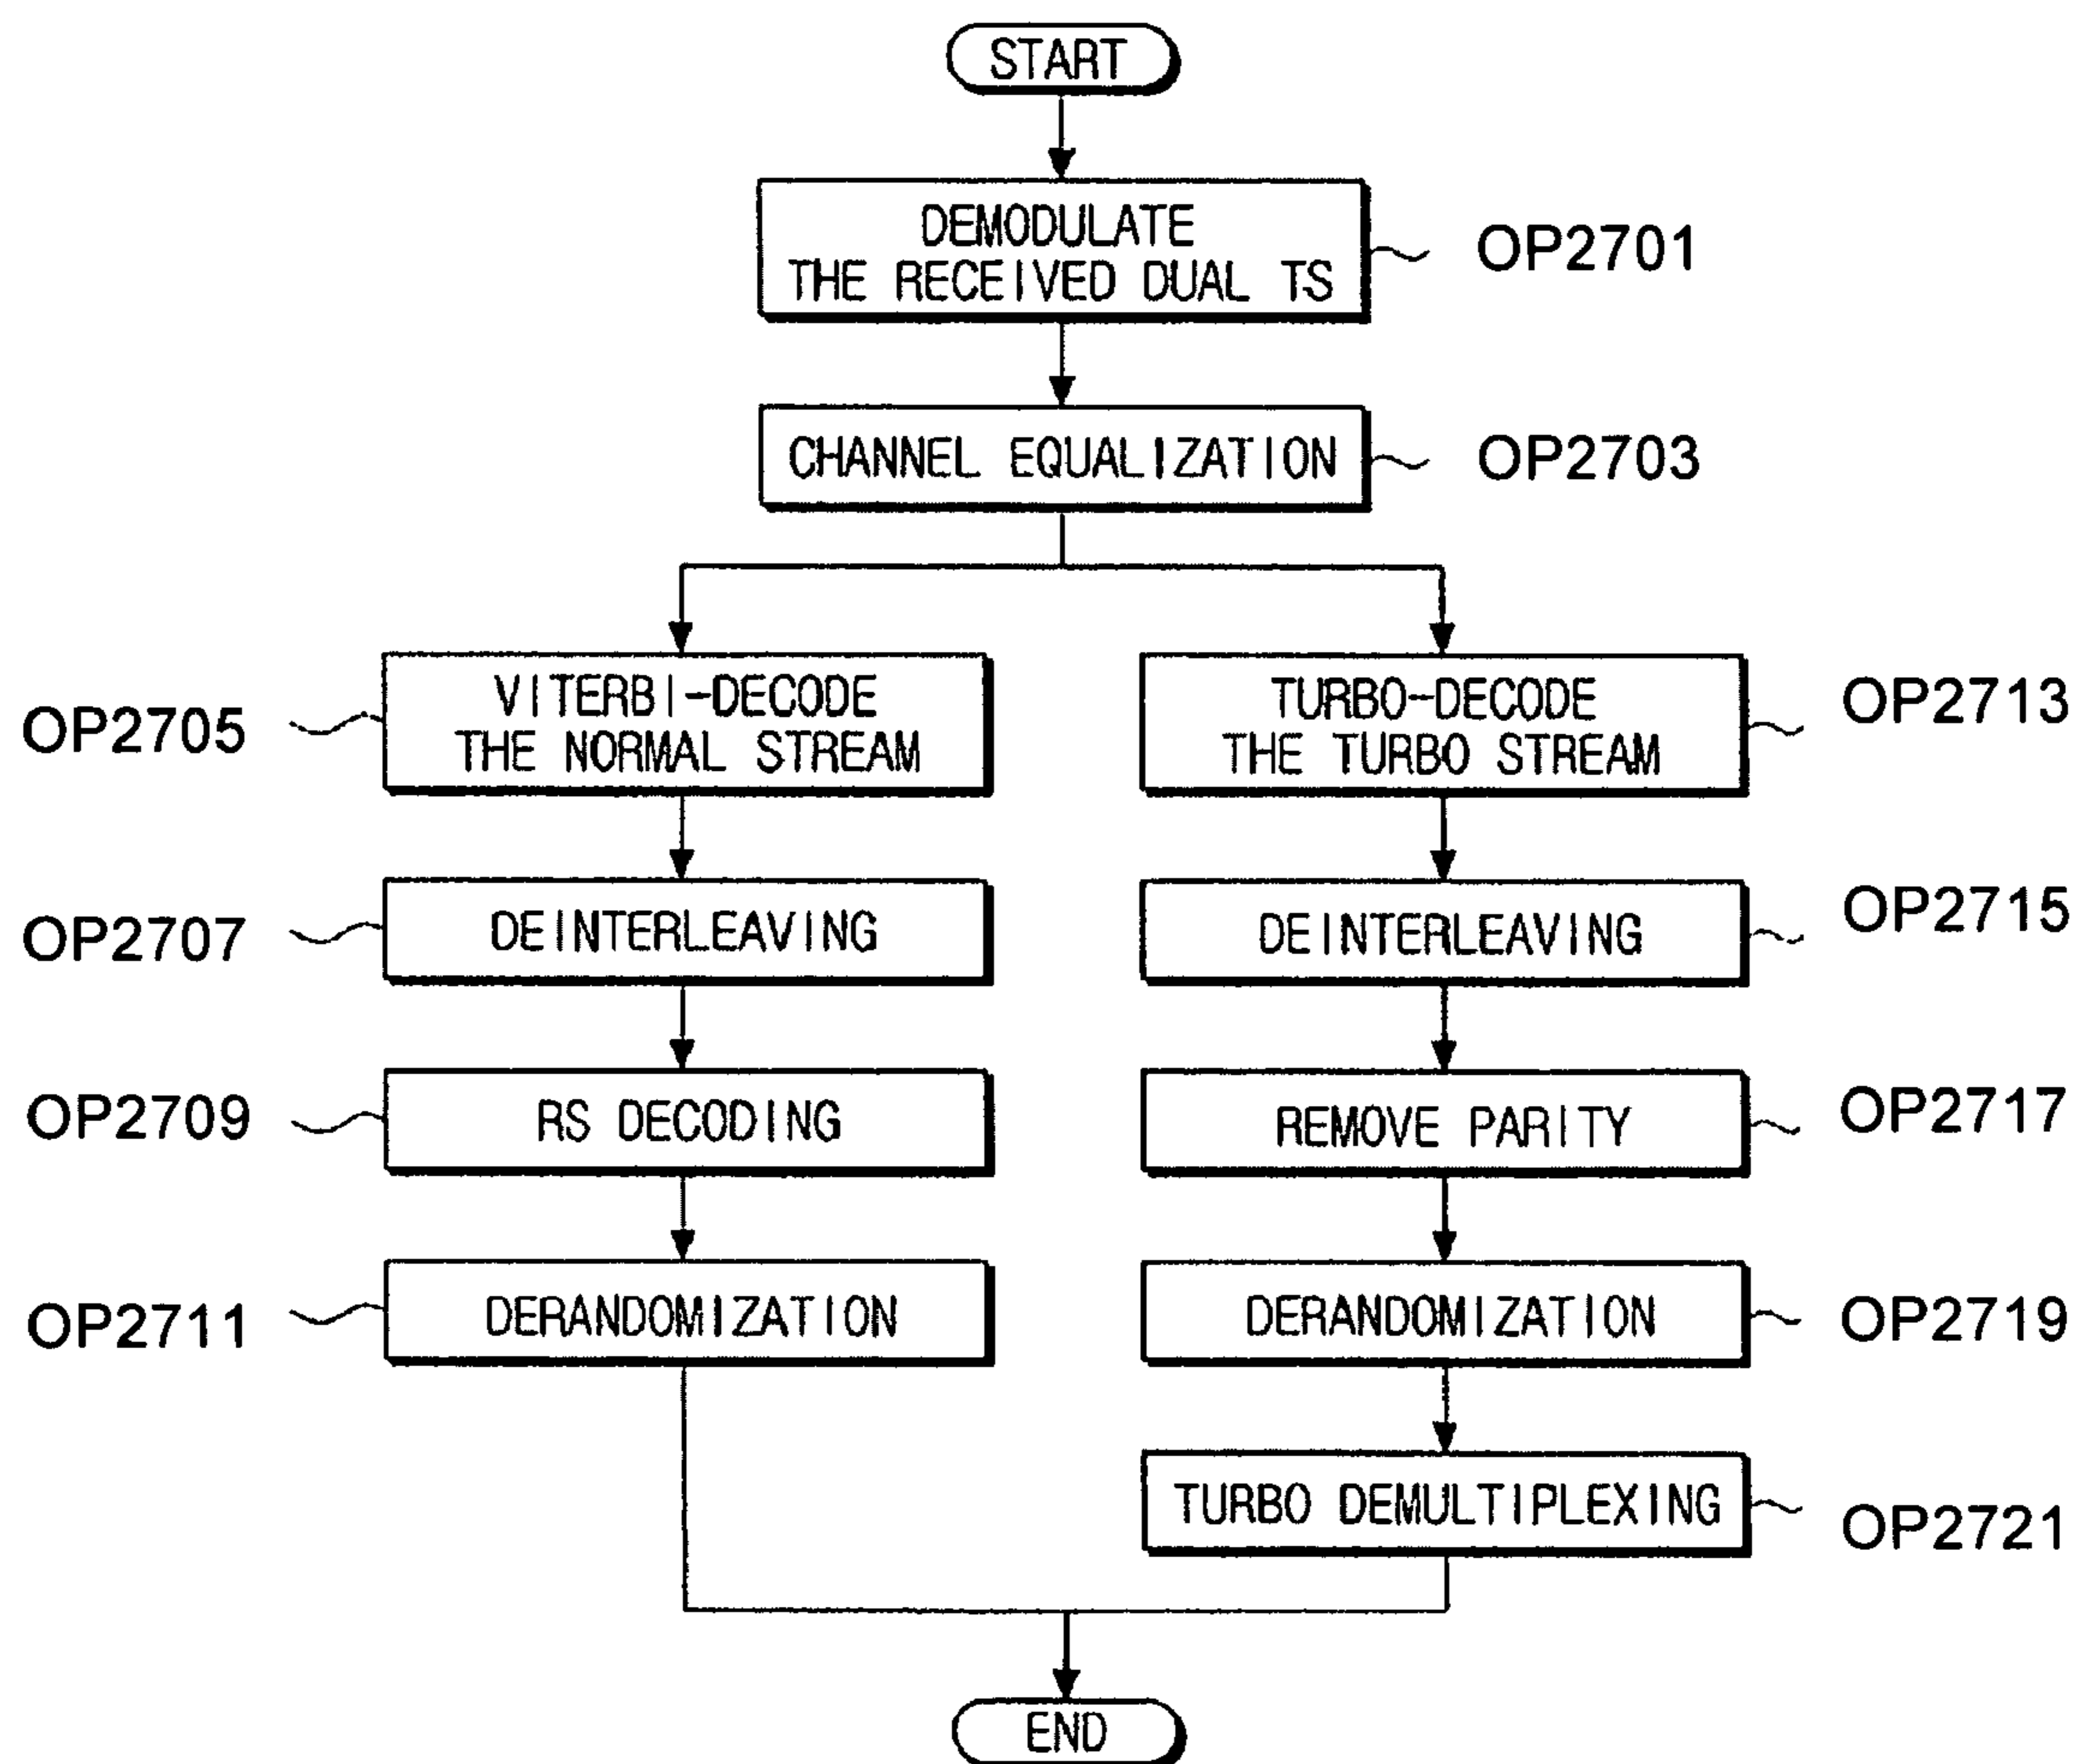 START
DEMODULATE
THE RECEIVED DUAL TS
OP2701
CHANNEL EQUALIZATION
OP2703
VITERBI-DECODE
THE NORMAL STREAM
OP2705
DEINTERLEAVING
OP2707
RS DECODING
OP2709
DERANDOMIZATION
OP2711
TURBO-DECODE
THE TURBO STREAM
OP2713
DEINTERLEAVING
OP2715
REMOVE PARITY
OP2717
DERANDOMIZATION
OP2719
TURBO DEMULTIPLEXING
OP2721
END